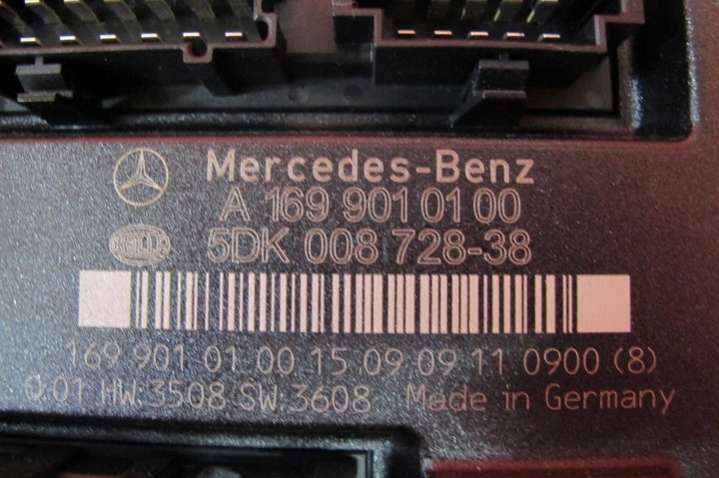 Mercedes-Benz
A 169 901 01 00
HELLA 5DK 008 728-38
169 901 01 00 15 09 09 11 0900 (8)
Q:01 HW:3508 SW:3608 Made in Germany